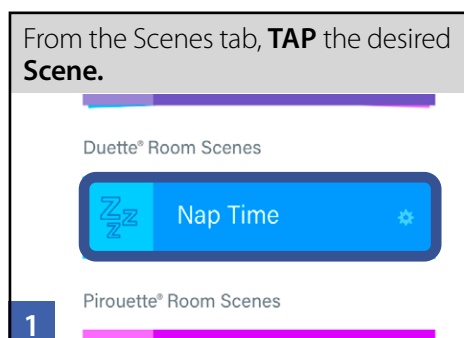 From the Scenes tab, TAP the desired
Scene.
Duette® Room Scenes
Zzz
Nap Time
Pirouette® Room Scenes
1